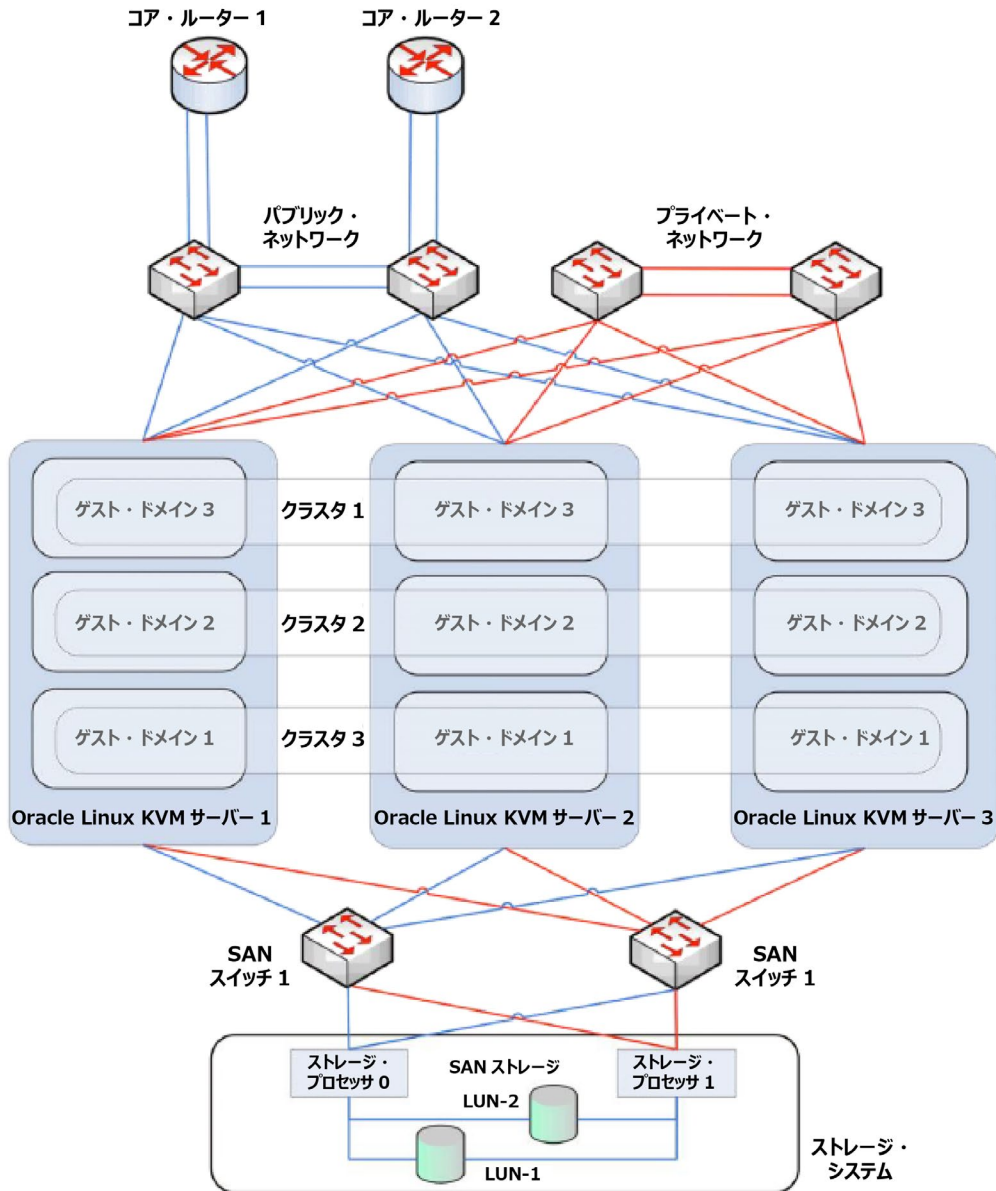 コア・ルーター 1
コア・ルーター 2
パブリック・
ネットワーク
プライベート・
ネットワーク
ゲスト・ドメイン 3
クラスタ 1
ゲスト・ドメイン 3
ゲスト・ドメイン 3
ゲスト・ドメイン 2
クラスタ 2
ゲスト・ドメイン 2
ゲスト・ドメイン 2
ゲスト・ドメイン 1
クラスタ 3
ゲスト・ドメイン 1
ゲスト・ドメイン 1
Oracle Linux KVM サーバー 1
Oracle Linux KVM サーバー 2
Oracle Linux KVM サーバー 3
SAN
スイッチ 1
SAN
スイッチ 1
ストレージ・
プロセッサ 0
SAN ストレージ
ストレージ・
プロセッサ 1
LUN-2
LUN-1
ストレージ・
システム